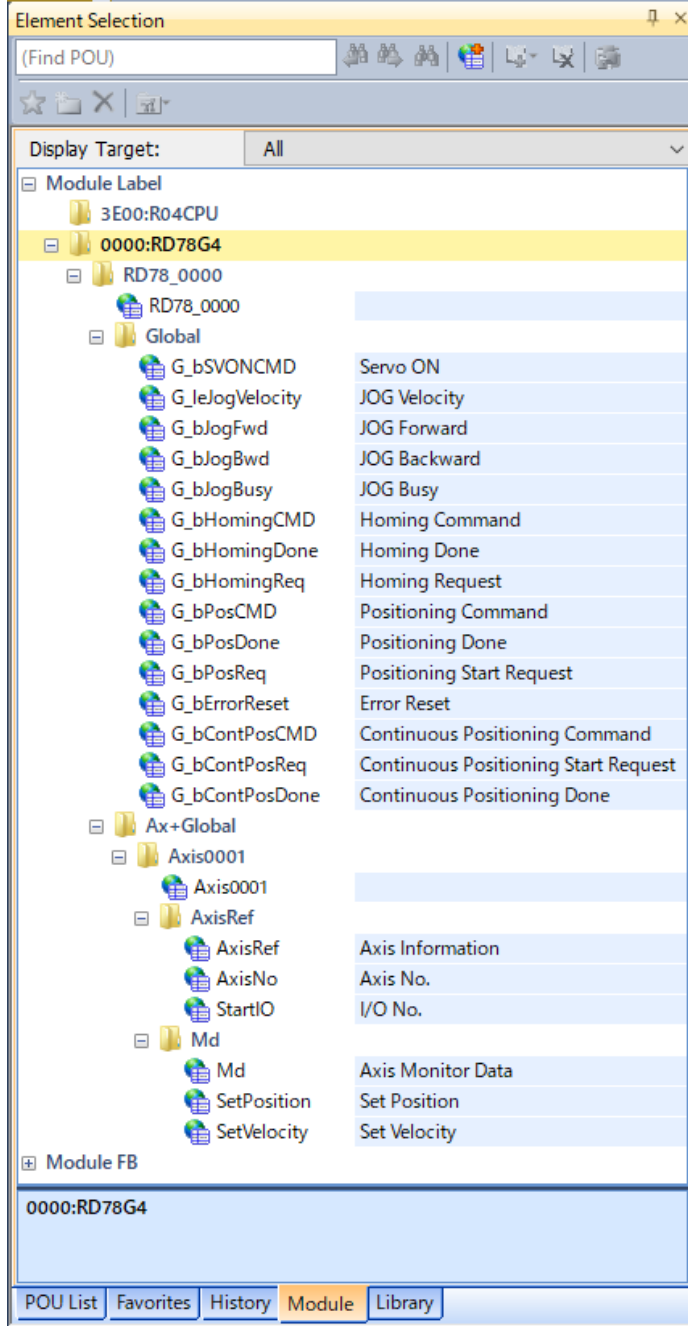 Element Selection
(Find POU)
Display Target: All
Module Label
3E00:R04CPU
0000:RD78G4
RD78_0000
RD78_0000
Global
G_bSVONCMD Servo ON
G_leJogVelocity JOG Velocity
G_bJogFwd JOG Forward
G_bJogBwd JOG Backward
G_bJogBusy JOG Busy
G_bHomingCMD Homing Command
G_bHomingDone Homing Done
G_bHomingReq Homing Request
G_bPosCMD Positioning Command
G_bPosDone Positioning Done
G_bPosReq Positioning Start Request
G_bErrorReset Error Reset
G_bContPosCMD Continuous Positioning Command
G_bContPosReq Continuous Positioning Start Request
G_bContPosDone Continuous Positioning Done
Ax+Global
Axis0001
Axis0001
AxisRef
AxisRef Axis Information
AxisNo Axis No.
StartIO I/O No.
Md
Md Axis Monitor Data
SetPosition Set Position
SetVelocity Set Velocity
Module FB
0000:RD78G4
POU List Favorites History Module Library